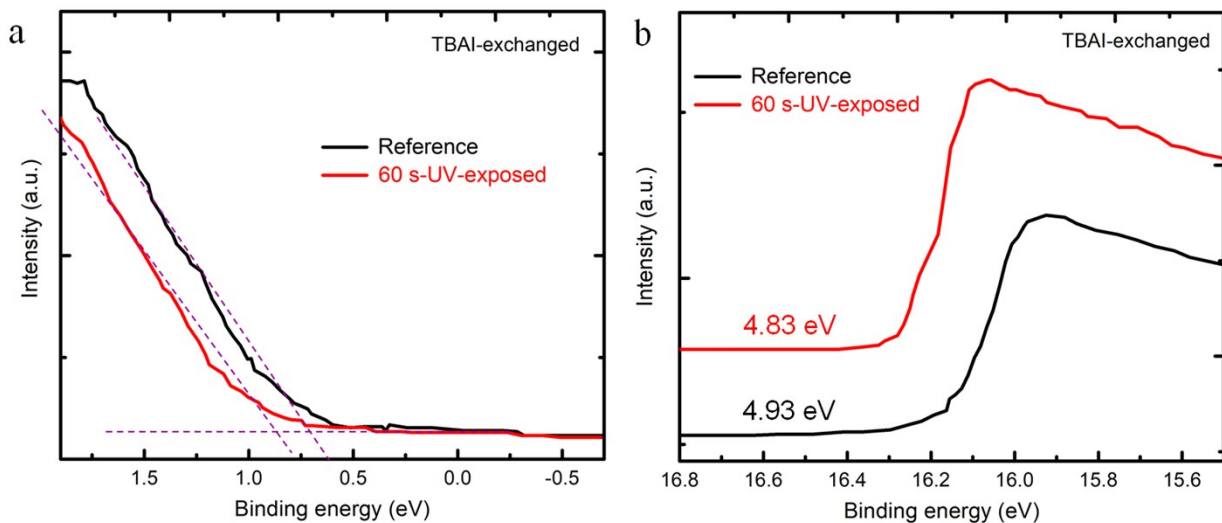 a
TBAI-exchanged
Reference
60 s-UV-exposed
Intensity (a.u.)
1.5 1.0 0.5 0.0 -0.5
Binding energy (eV)
b
TBAI-exchanged
Reference
60 s-UV-exposed
Intensity (a.u.)
4.83 eV
4.93 eV
16.8 16.6 16.4 16.2 16.0 15.8 15.6
Binding energy (eV)